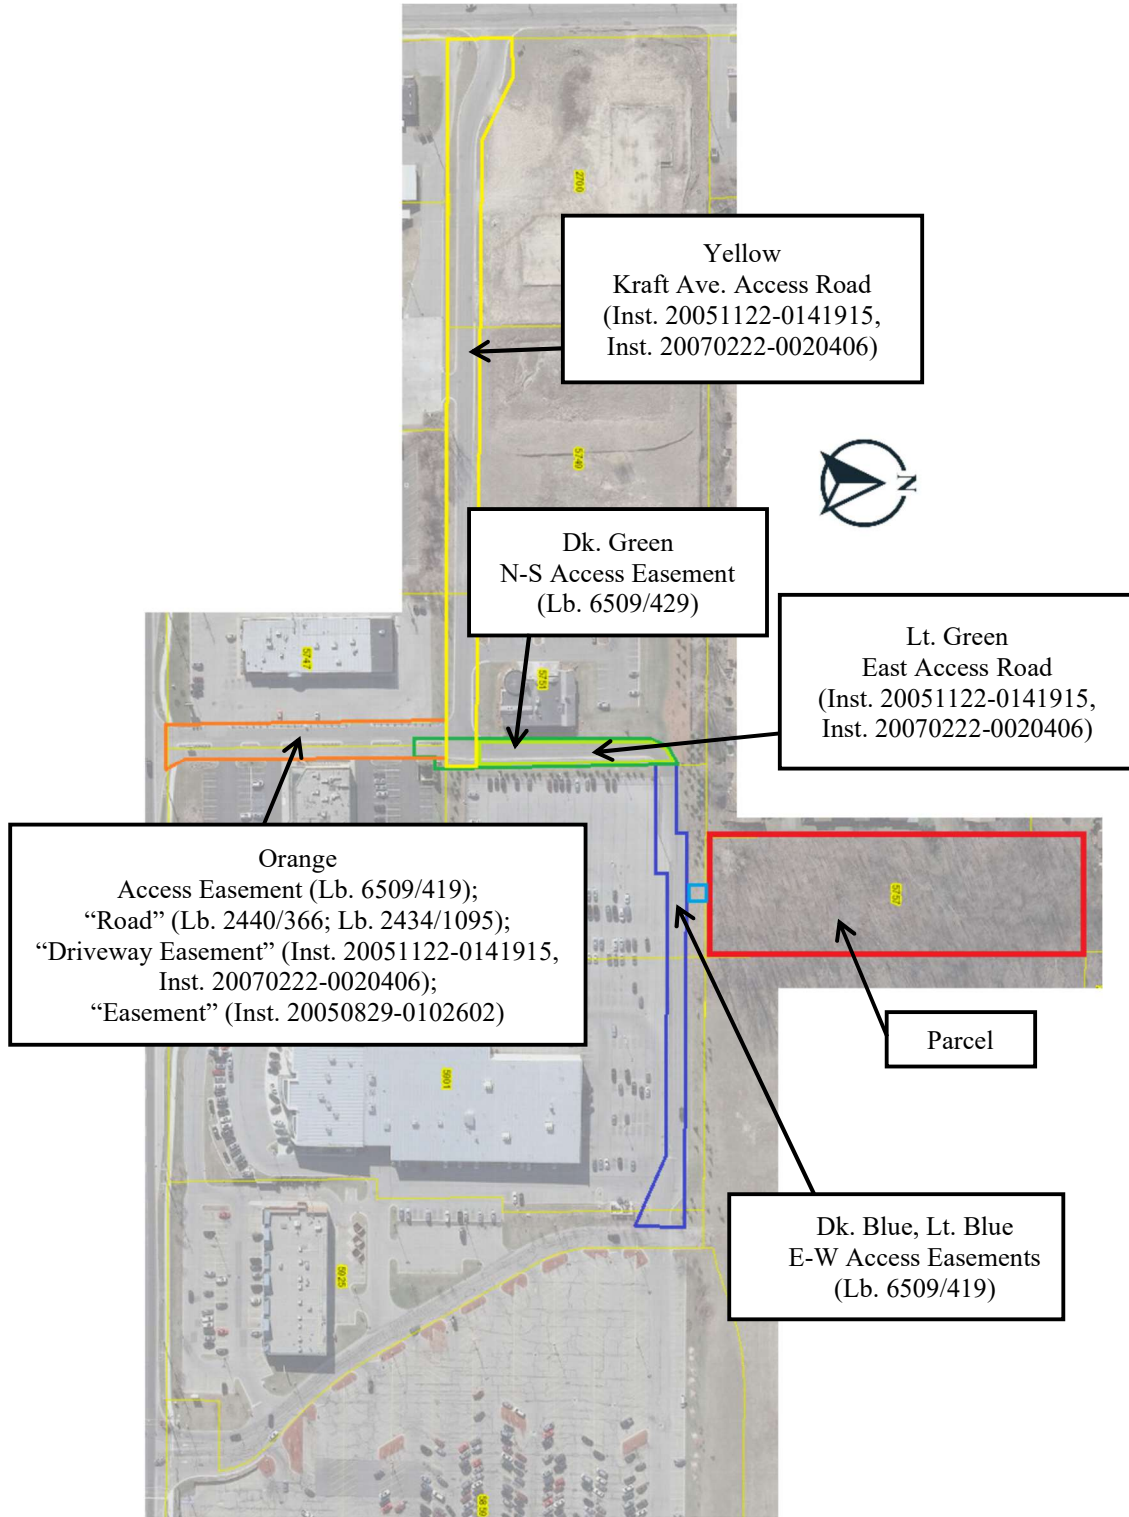 2700
Yellow
Kraft Ave. Access Road
(Inst. 20051122-0141915,
Inst. 20070222-0020406)
5749
N
Dk. Green
N-S Access Easement
(Lb. 6509/429)
Lt. Green
East Access Road
(Inst. 20051122-0141915,
Inst. 20070222-0020406)
5747
5751
Orange
Access Easement (Lb. 6509/419);
“Road” (Lb. 2440/366; Lb. 2434/1095);
“Driveway Easement” (Inst. 20051122-0141915,
Inst. 20070222-0020406);
“Easement” (Inst. 20050829-0102602)
5757
Parcel
5001
Dk. Blue, Lt. Blue
E-W Access Easements
(Lb. 6509/419)
5025